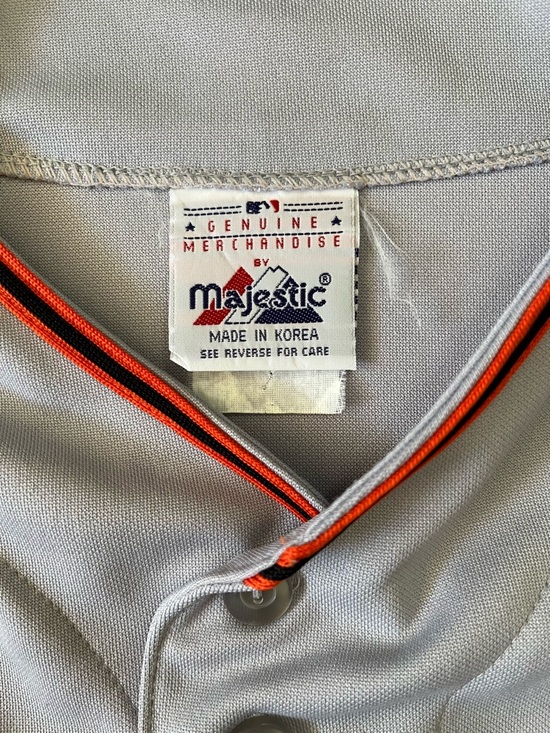 GENUINE
MERCHANDISE
BY
Majestic®
MADE IN KOREA
SEE REVERSE FOR CARE